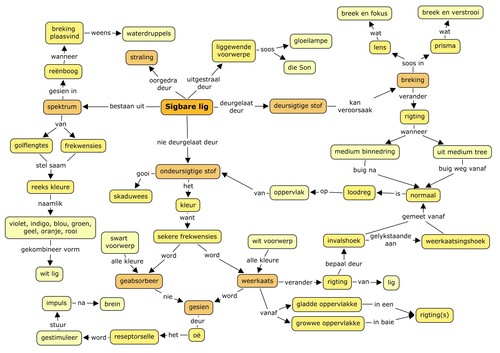 breek en fokus
breek en verstrooi
breking
plaasvind
weens
waterdruppels
liggewende
voorwerpe
gloeilampe
soos
die Son
wat
wat
lens
prisma
straling
wanneer
reënboog
oorgedra
deur
uitgestraal
deur
soos in
breking
gesien in
spektrum
bestaan uit
Sigbare lig
deurgelaat
deur
deursigtige stof
kan
veroorsaak
verander
rigting
van
nie deurgelaat deur
wanneer
golflengtes
frekwensies
medium binnedring
uit medium tree
stel saam
gooi
ondeursigtige stof
buig na
buig weg vanaf
reeks kleure
het
van
oppervlak
op
loodreg
is
normaal
skaduwees
kleur
namlik
gemeet vanaf
violet, indigo, blou, groen,
geel, oranje, rooi
want
sekere frekwensies
swart
voorwerp
wit voorwerp
invalshoek
gelykstaande
aan
weerkaatsingshoek
gekombineer vorm
alle kleure
word
word
alle kleure
bepaal deur
wit lig
geabsorbeer
weerkaats
verander
rigting
van
lig
impuls
na
brein
nie
gesien
word
vanaf
gladde oppervlakke
in een
rigting(s)
growwe oppervlakke
in baie
stuur
deur
gestimuleer
word
reseptorselle
het
oë